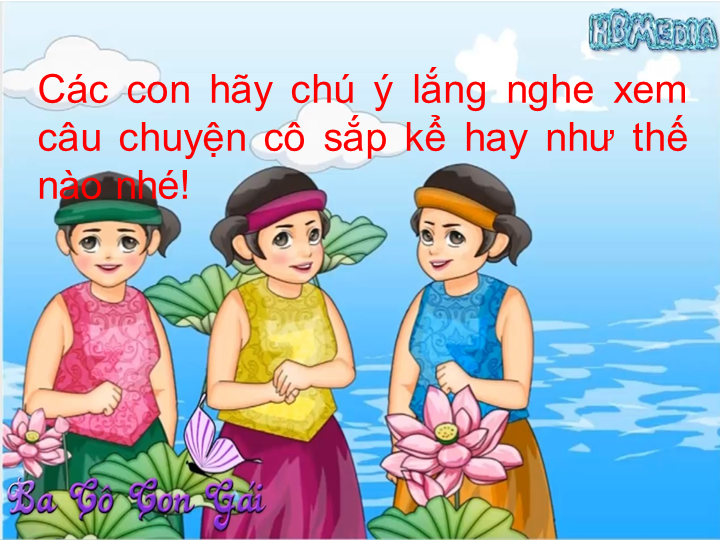 HBMEDIA
Các con hãy chú ý lắng nghe xem
câu chuyện cô sắp kể hay như thế
nào nhé!
Ba Cô Con Gái